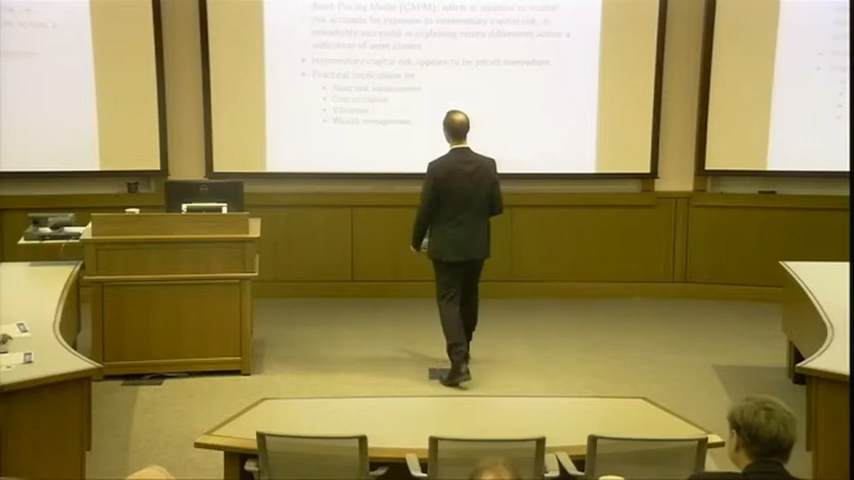 Asset Pricing Model (CAPM), which in addition to market
risk accounts for exposure to intermediary capital risk, is
remarkably successful at explaining return differences across a
wide array of asset classes
• Intermediary capital risk appears to be priced everywhere
• Practical implications for
• Asset risk measurement
• Cost of capital
• Valuation
• Wealth management